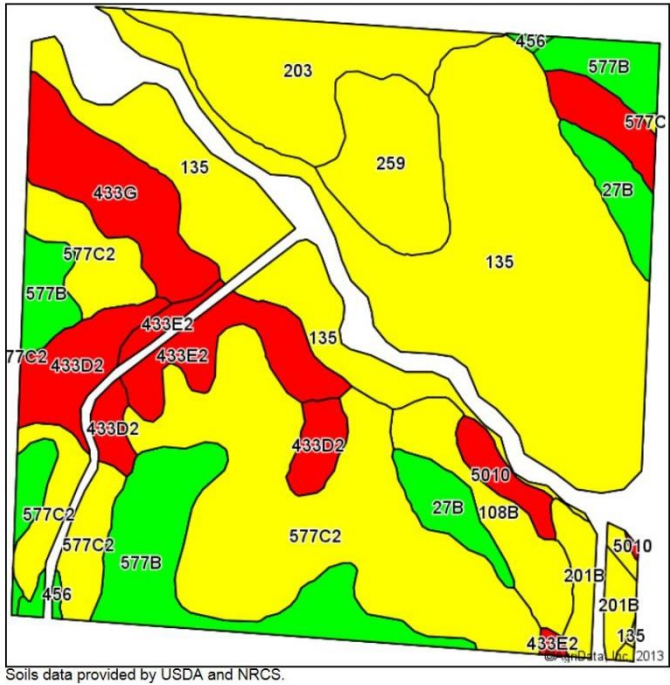 456
577B
203
577C
259
135
27B
433G
135
577C2
577B
433E2
135
77C2
433D2
433E2
433D2
433D2
5010
27B
108B
577C2
577C2
577C2
577B
5010
201B
456
201B
433E2
135
©AgriData, Inc. 2013
Soils data provided by USDA and NRCS.